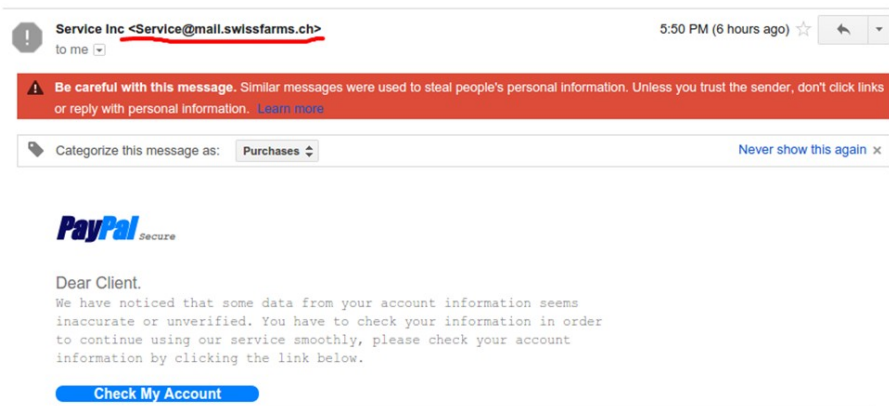 Service Inc <Service@mail.swissfarms.ch>
5:50 PM (6 hours ago)
to me
Be careful with this message. Similar messages were used to steal people's personal information. Unless you trust the sender, don't click links
or reply with personal information. Learn more
Categorize this message as: Purchases
Never show this again ×
PayPal Secure
Dear Client.
We have noticed that some data from your account information seems
inaccurate or unverified. You have to check your information in order
to continue using our service smoothly, please check your account
information by clicking the link below.
Check My Account